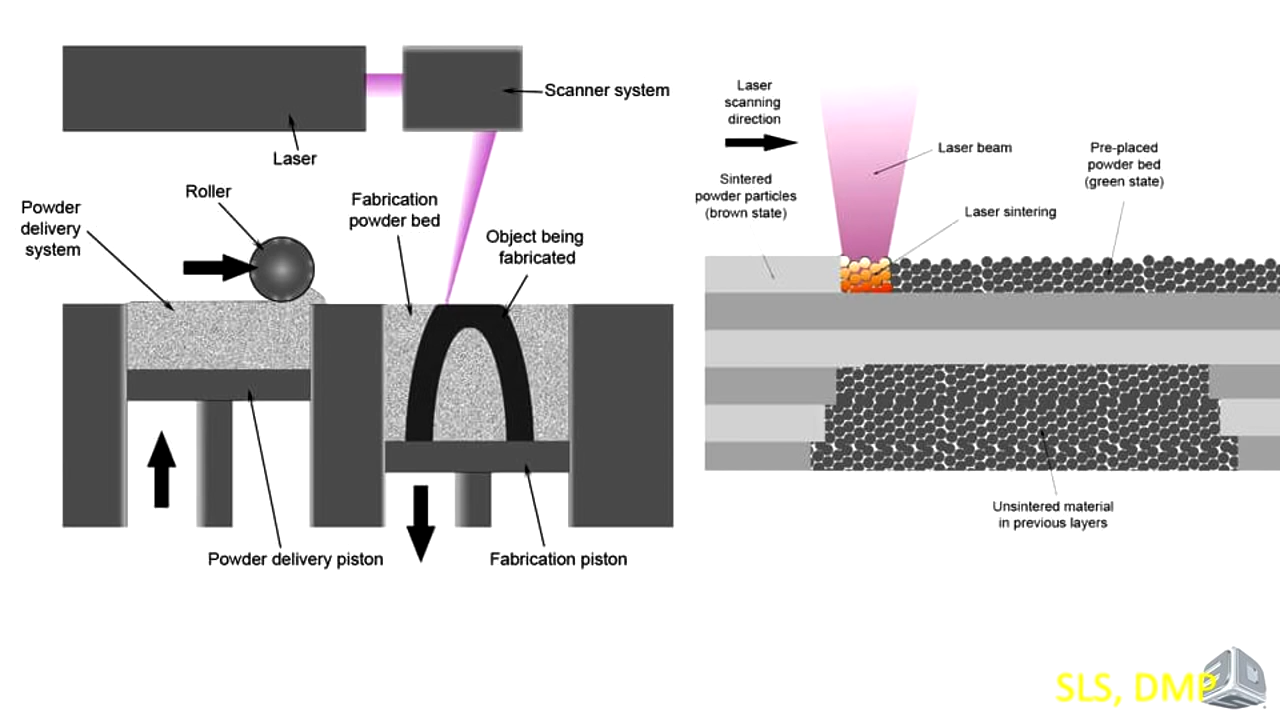 Scanner system
Laser
Roller
Powder
delivery
system
Fabrication
powder bed
Object being
fabricated
Powder delivery piston
Fabrication piston
Laser
scanning
direction
Laser beam
Pre-placed
powder bed
(green state)
Sintered
powder particles
(brown state)
Laser sintering
Unsintered material
in previous layers
SLS, DMP